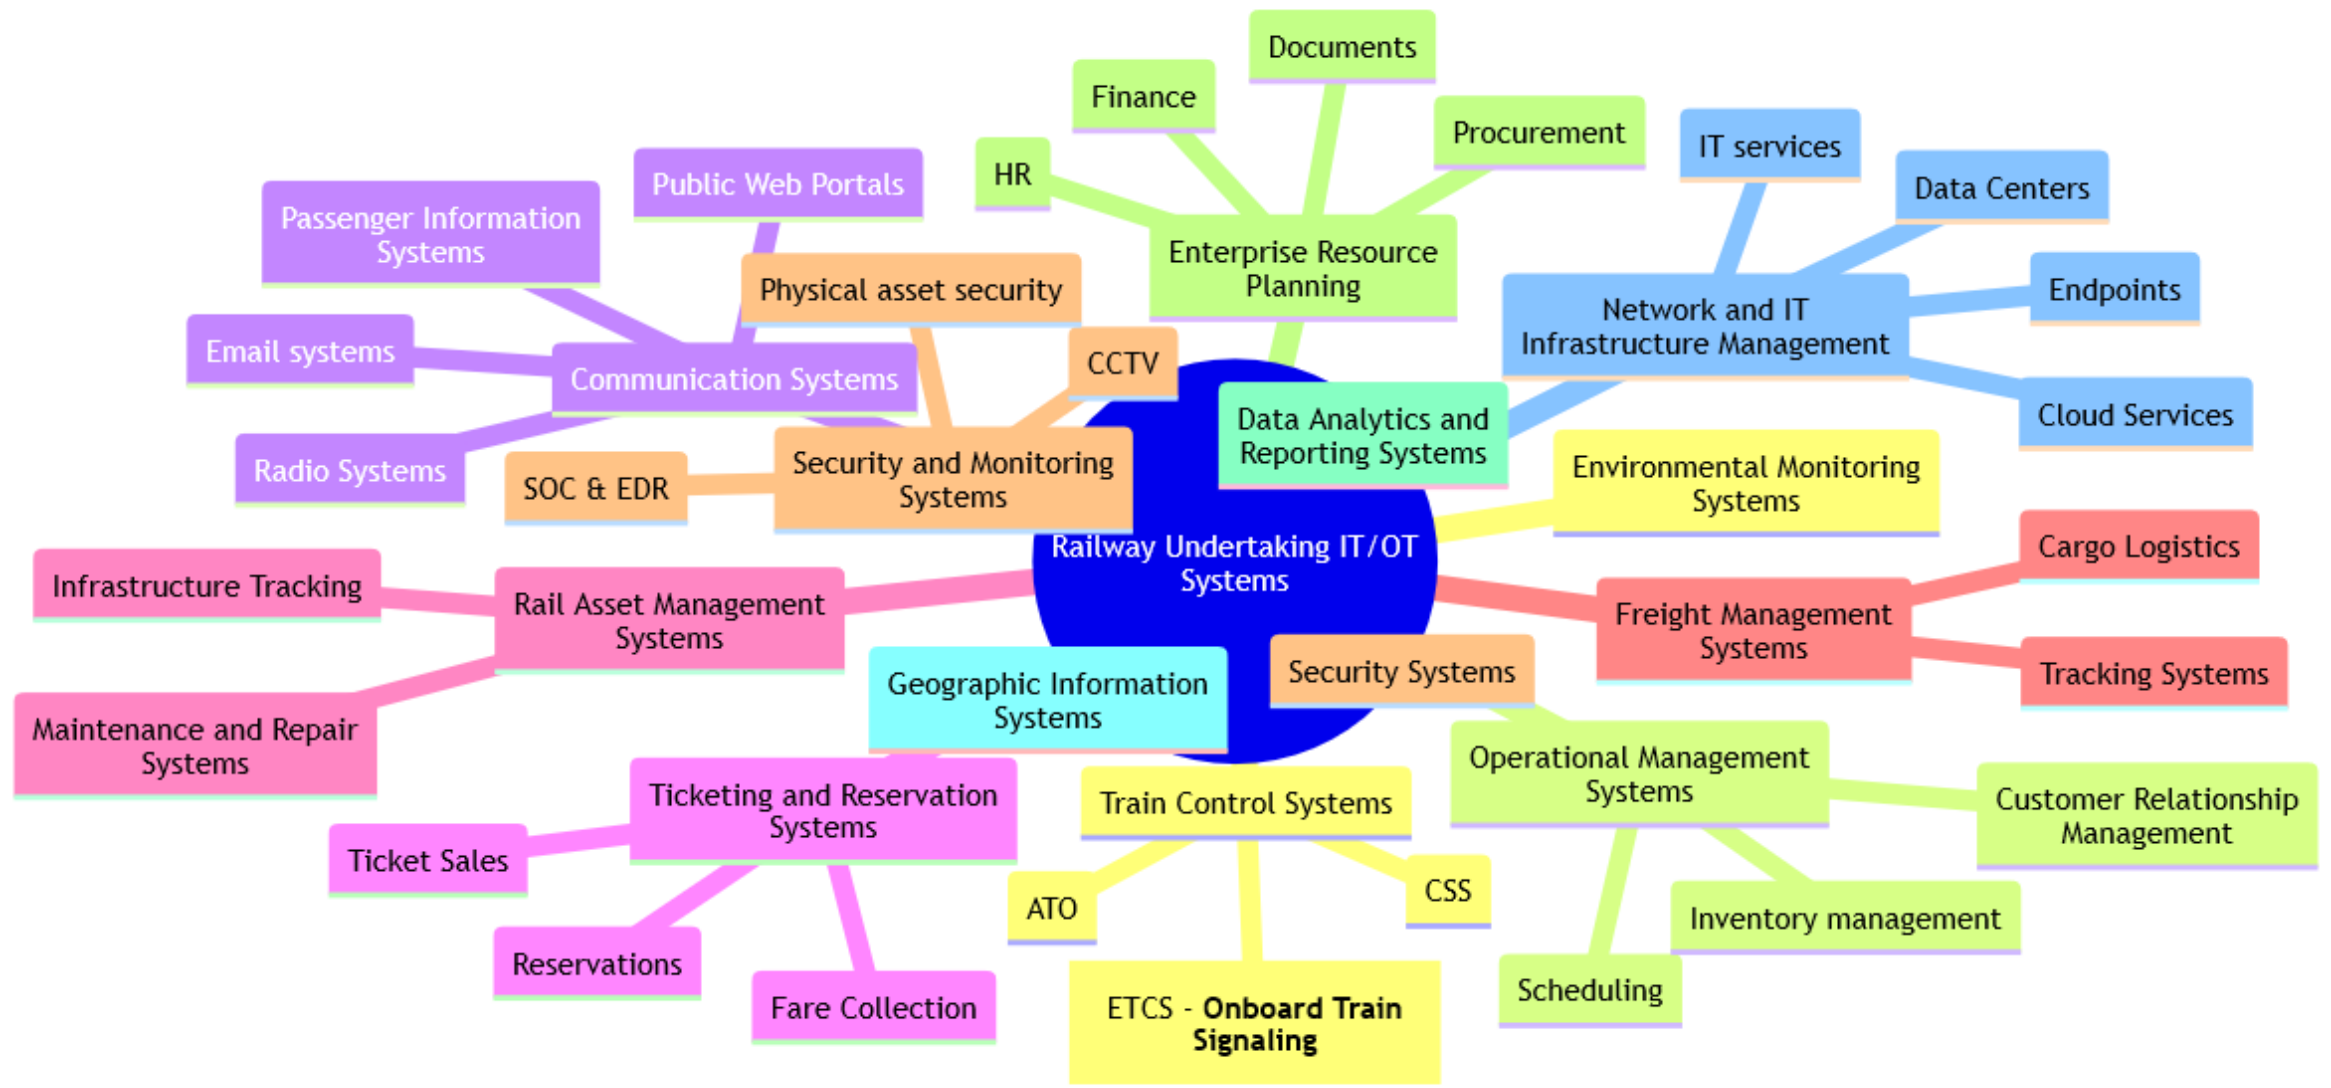 Documents
Finance
Procurement
HR
Enterprise Resource
Planning
IT services
Data Centers
Endpoints
Cloud Services
Network and IT
Infrastructure Management
Public Web Portals
Passenger Information
Systems
Email systems
Radio Systems
Communication Systems
Physical asset security
CCTV
SOC & EDR
Security and Monitoring
Systems
Data Analytics and
Reporting Systems
Environmental Monitoring
Systems
Railway Undertaking IT/OT
Systems
Cargo Logistics
Freight Management
Systems
Tracking Systems
Infrastructure Tracking
Rail Asset Management
Systems
Maintenance and Repair
Systems
Geographic Information
Systems
Security Systems
Operational Management
Systems
Customer Relationship
Management
Inventory management
Scheduling
Ticketing and Reservation
Systems
Ticket Sales
Reservations
Fare Collection
Train Control Systems
ATO
CSS
ETCS - Onboard Train
Signaling